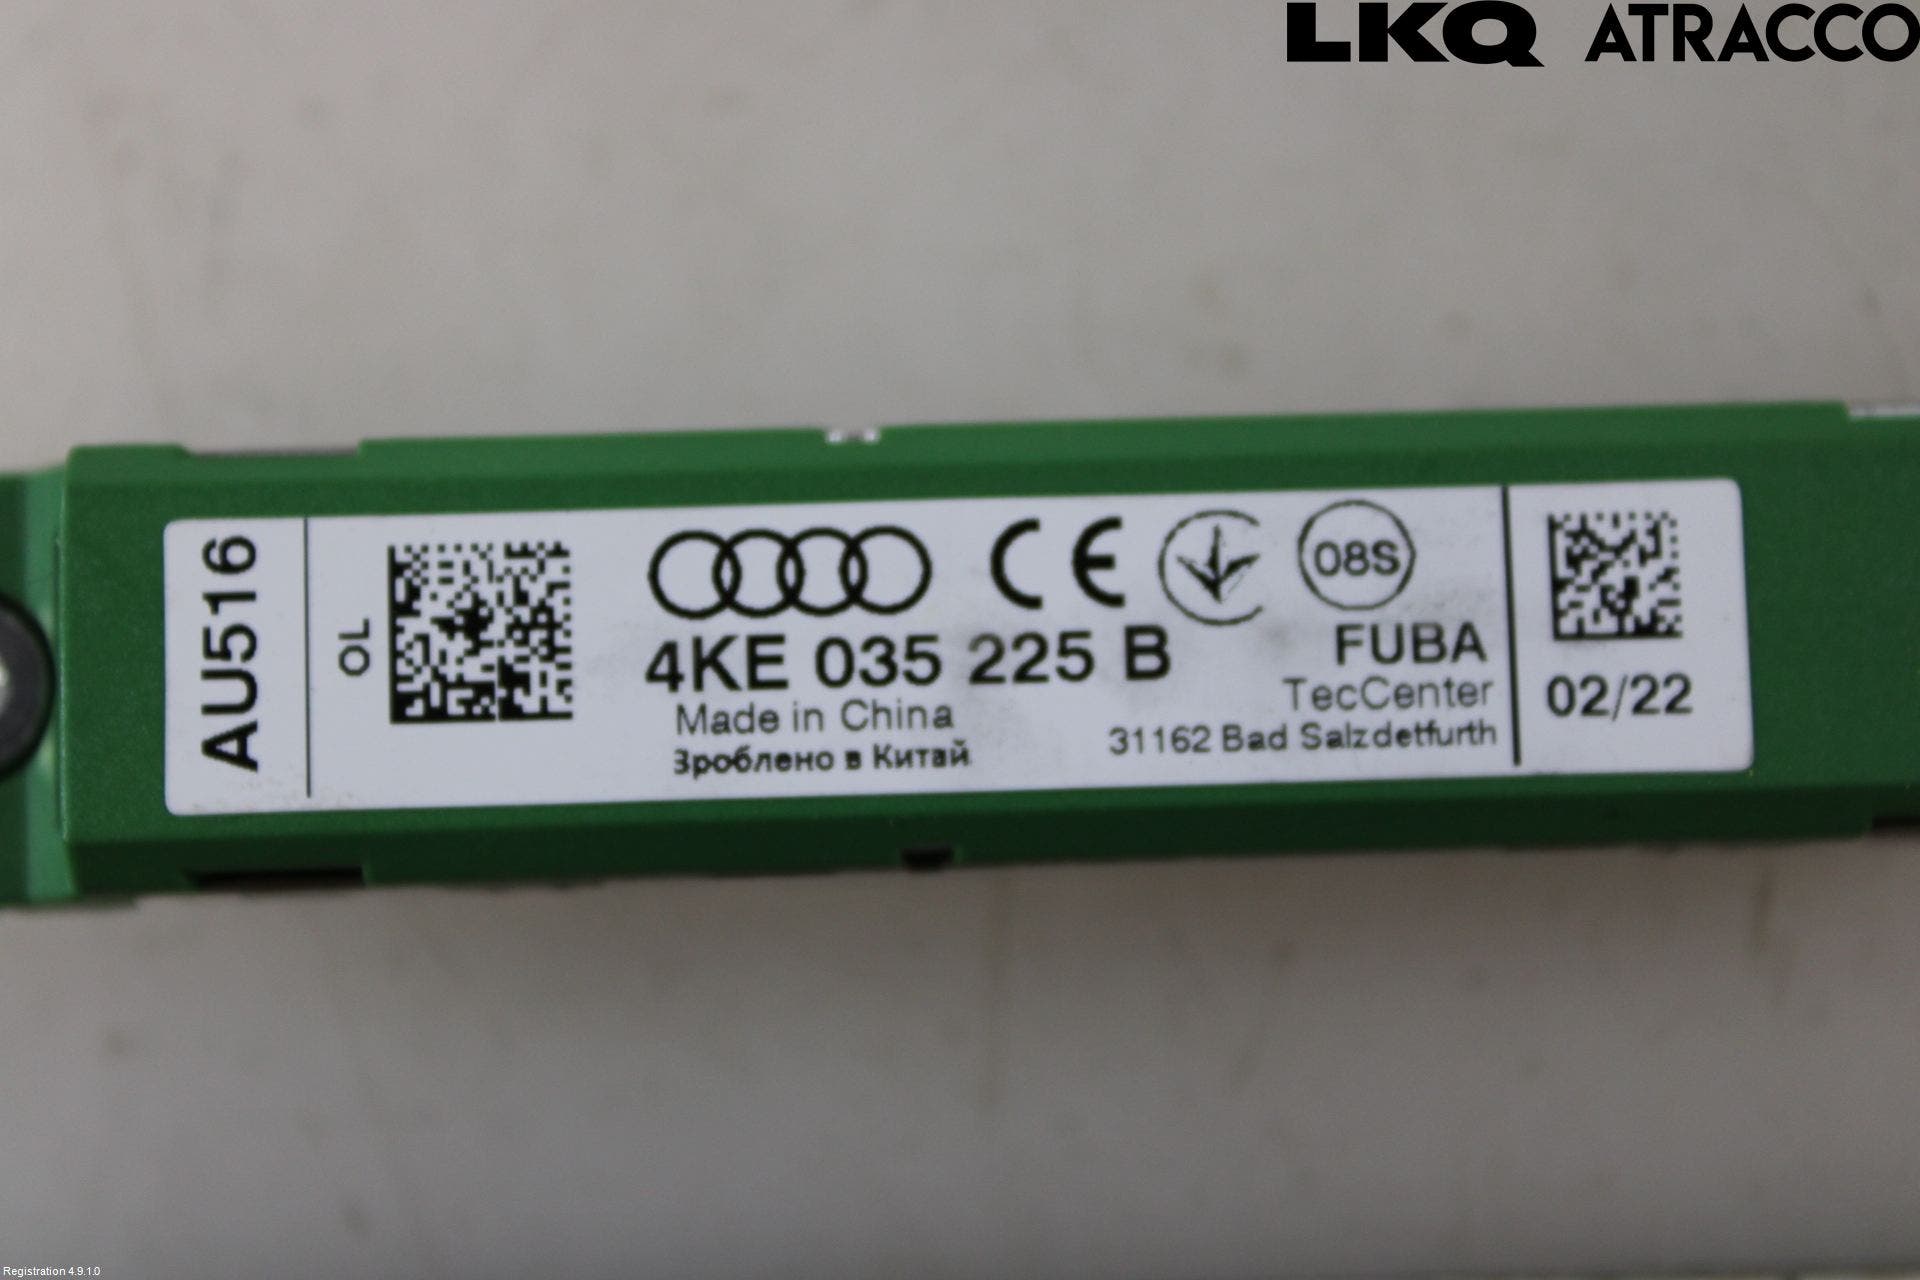 LKQ ATRACCO
AU516
OL
CE
08S
4KE 035 225 B
Made in China
Зроблено в Китай
FUBA
TecCenter
31162 Bad Salzdetfurth
02/22
Registration 4.9.1.0